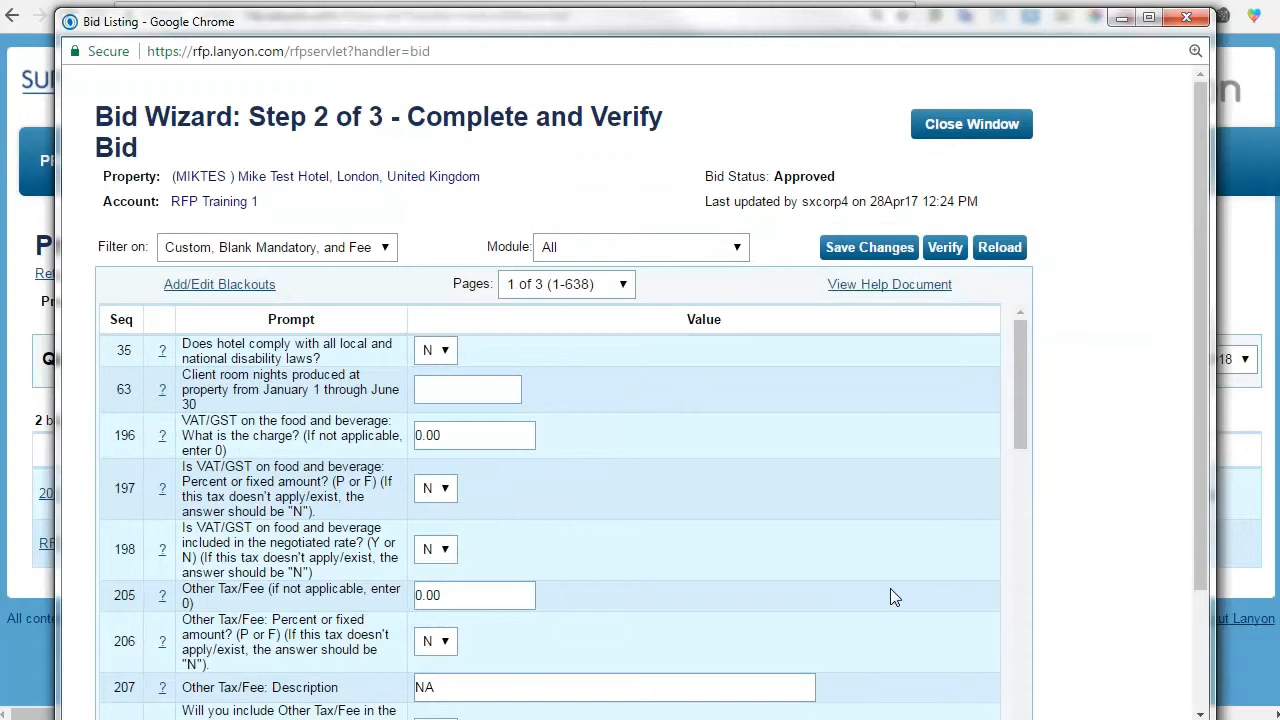 Bid Listing - Google Chrome
Secure https://rfp.lanyon.com/rfpservlet?handler=bid
Bid Wizard: Step 2 of 3 - Complete and Verify
Bid
Close Window
Property: (MIKTES ) Mike Test Hotel, London, United Kingdom
Bid Status: Approved
Account: RFP Training 1
Last updated by sxcorp4 on 28Apr17 12:24 PM
Filter on: Custom, Blank Mandatory, and Fee
Module: All
Save Changes Verify Reload
Add/Edit Blackouts
Pages: 1 of 3 (1-638)
View Help Document
Seq Prompt Value
35 ? Does hotel comply with all local and
national disability laws?
N
63 ? Client room nights produced at
property from January 1 through June
30
196 ? VAT/GST on the food and beverage:
What is the charge? (If not applicable,
enter 0)
0.00
197 ? Is VAT/GST on food and beverage:
Percent or fixed amount? (P or F) (If
this tax doesn't apply/exist, the
answer should be "N").
N
198 ? Is VAT/GST on food and beverage
included in the negotiated rate? (Y or
N) (If this tax doesn't apply/exist, the
answer should be "N")
N
205 ? Other Tax/Fee (if not applicable, enter
0)
0.00
206 ? Other Tax/Fee: Percent or fixed
amount? (P or F) (If this tax doesn't
apply/exist, the answer should be
"N").
N
207 ? Other Tax/Fee: Description
NA
Will you include Other Tax/Fee in the
SU
on
P
Re
Pr
Q
18
2 b
20
RF
All cont
ut Lanyon